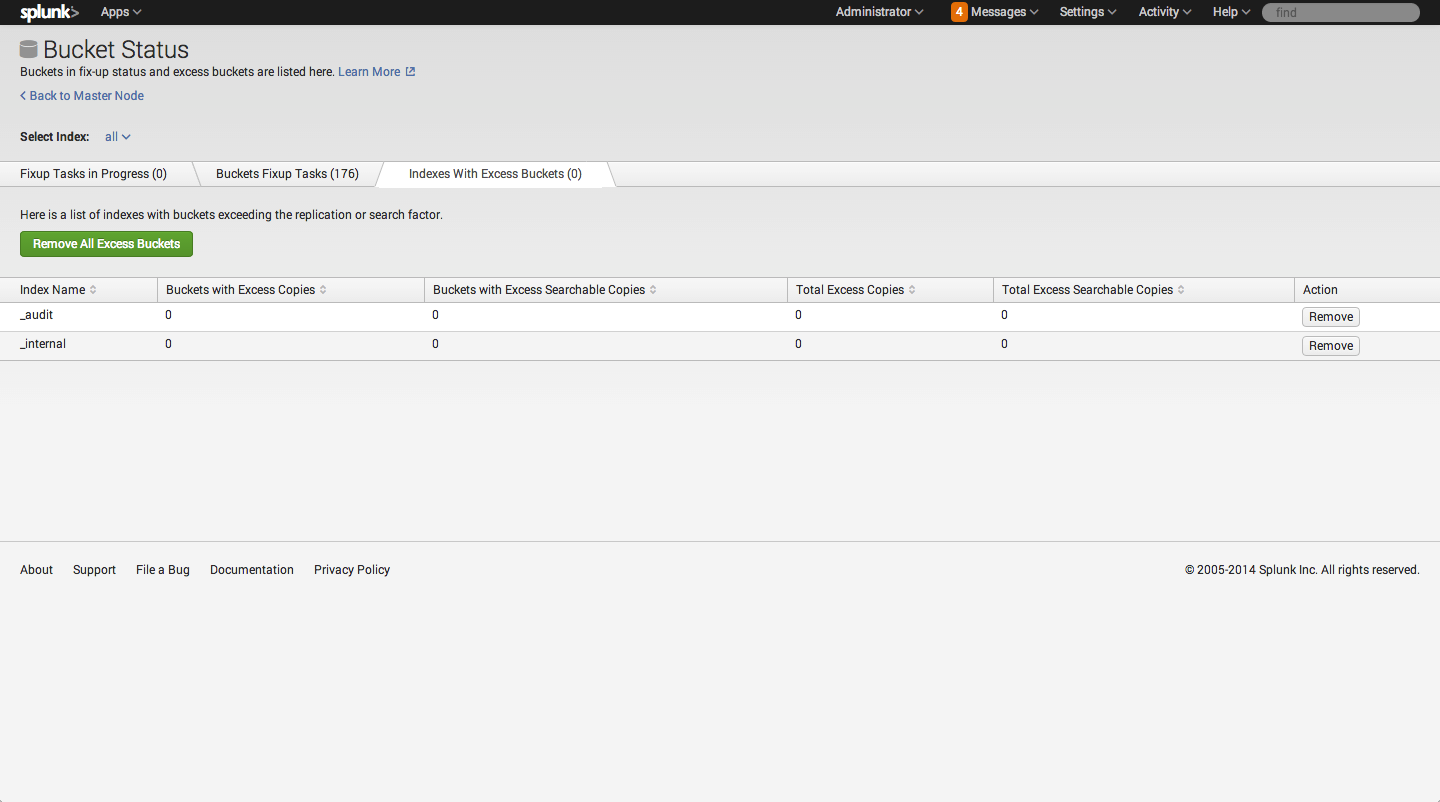 splunk> Apps Administrator 4 Messages Settings Activity Help find
Bucket Status
Buckets in fix-up status and excess buckets are listed here. Learn More
Back to Master Node
Select Index: all
Fixup Tasks in Progress (0) Buckets Fixup Tasks (176) Indexes With Excess Buckets (0)
Here is a list of indexes with buckets exceeding the replication or search factor.
Remove All Excess Buckets
Index Name Buckets with Excess Copies Buckets with Excess Searchable Copies Total Excess Copies Total Excess Searchable Copies Action
_audit 0 0 0 0 Remove
_internal 0 0 0 0 Remove
About Support File a Bug Documentation Privacy Policy © 2005-2014 Splunk Inc. All rights reserved.